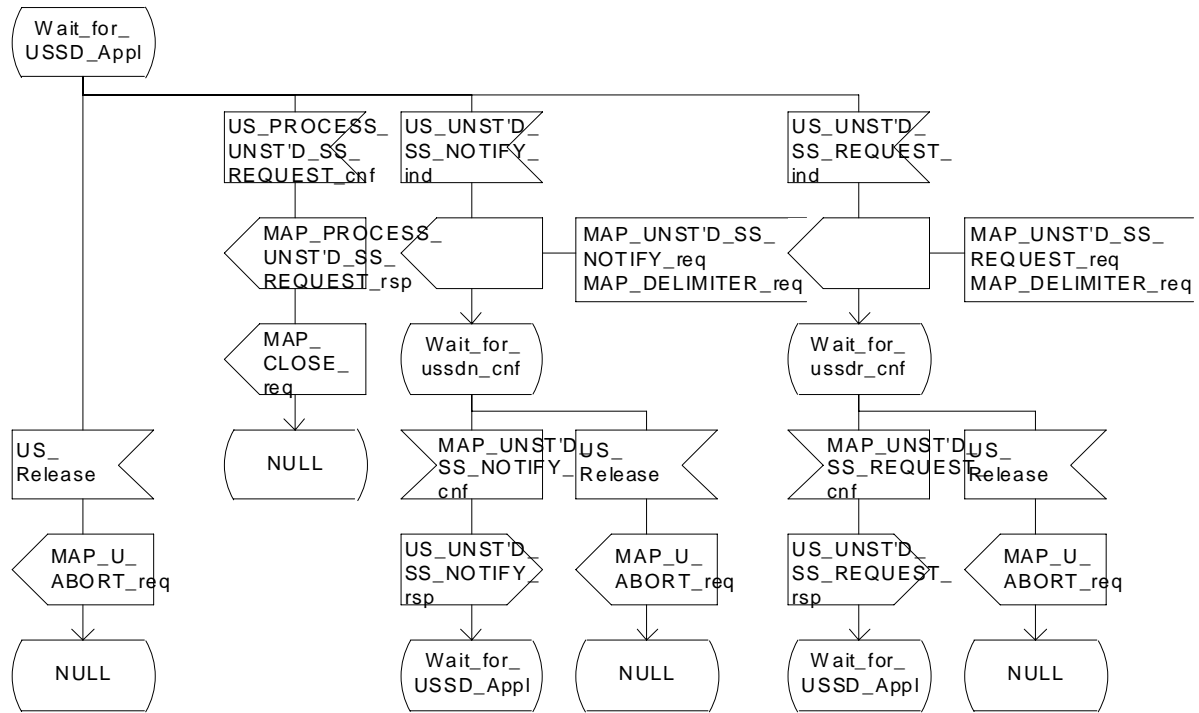 Wait_for_
USSD_Appl
US_PROCESS_
UNST'D_SS_
REQUEST_cnf
US_UNST'D_
SS_NOTIFY_
ind
US_UNST'D_
SS_REQUEST_
ind
MAP_PROCESS_
UNST'D_SS_
REQUEST_rsp
MAP_UNST'D_SS_
NOTIFY_req
MAP_DELIMITER_req
MAP_UNST'D_SS_
REQUEST_req
MAP_DELIMITER_req
MAP_
CLOSE_
req
Wait_for_
ussdn_cnf
Wait_for_
ussdr_cnf
US_
Release
NULL
MAP_UNST'D_
SS_NOTIFY_
cnf
US_
Release
MAP_UNST'D_
SS_REQUEST_
cnf
US_
Release
MAP_U_
ABORT_req
US_UNST'D_
SS_NOTIFY_
rsp
MAP_U_
ABORT_req
US_UNST'D_
SS_REQUEST_
rsp
MAP_U_
ABORT_req
NULL
Wait_for_
USSD_Appl
NULL
Wait_for_
USSD_Appl
NULL